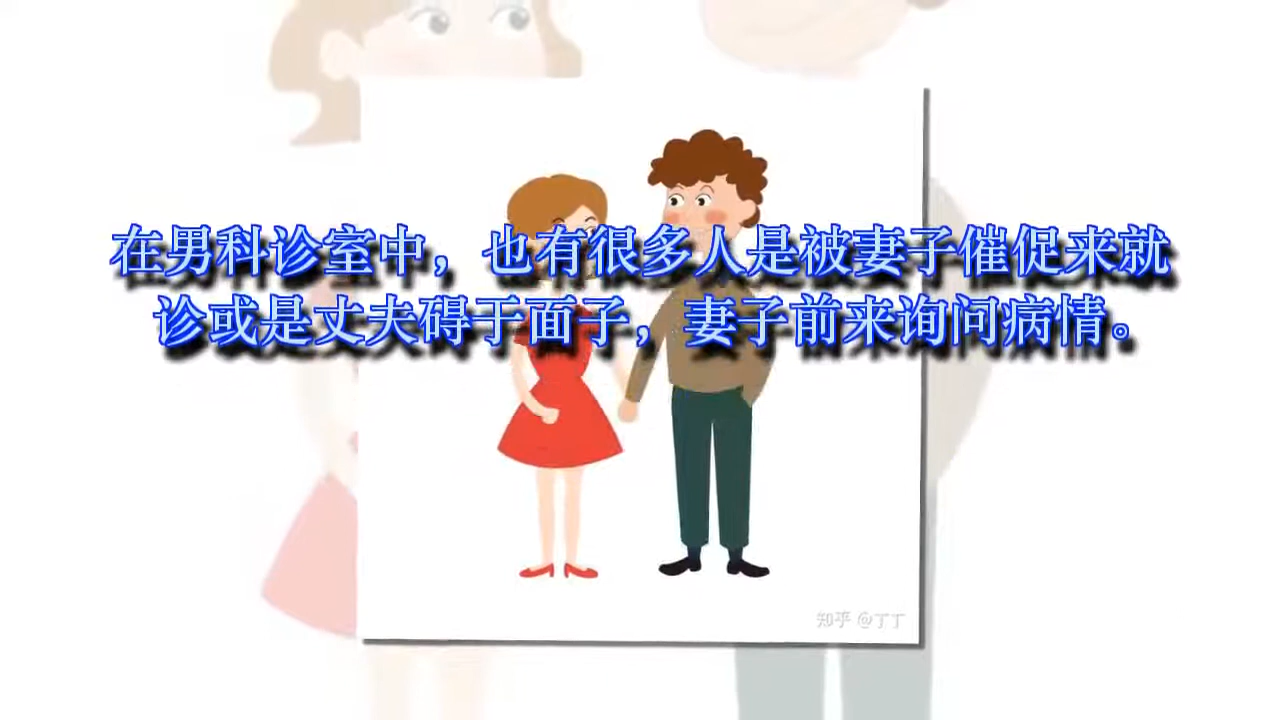 在男科诊室中，也有很多人是被妻子催促来就
诊或是丈夫碍于面子，妻子前来询问病情。
知乎 @丁丁